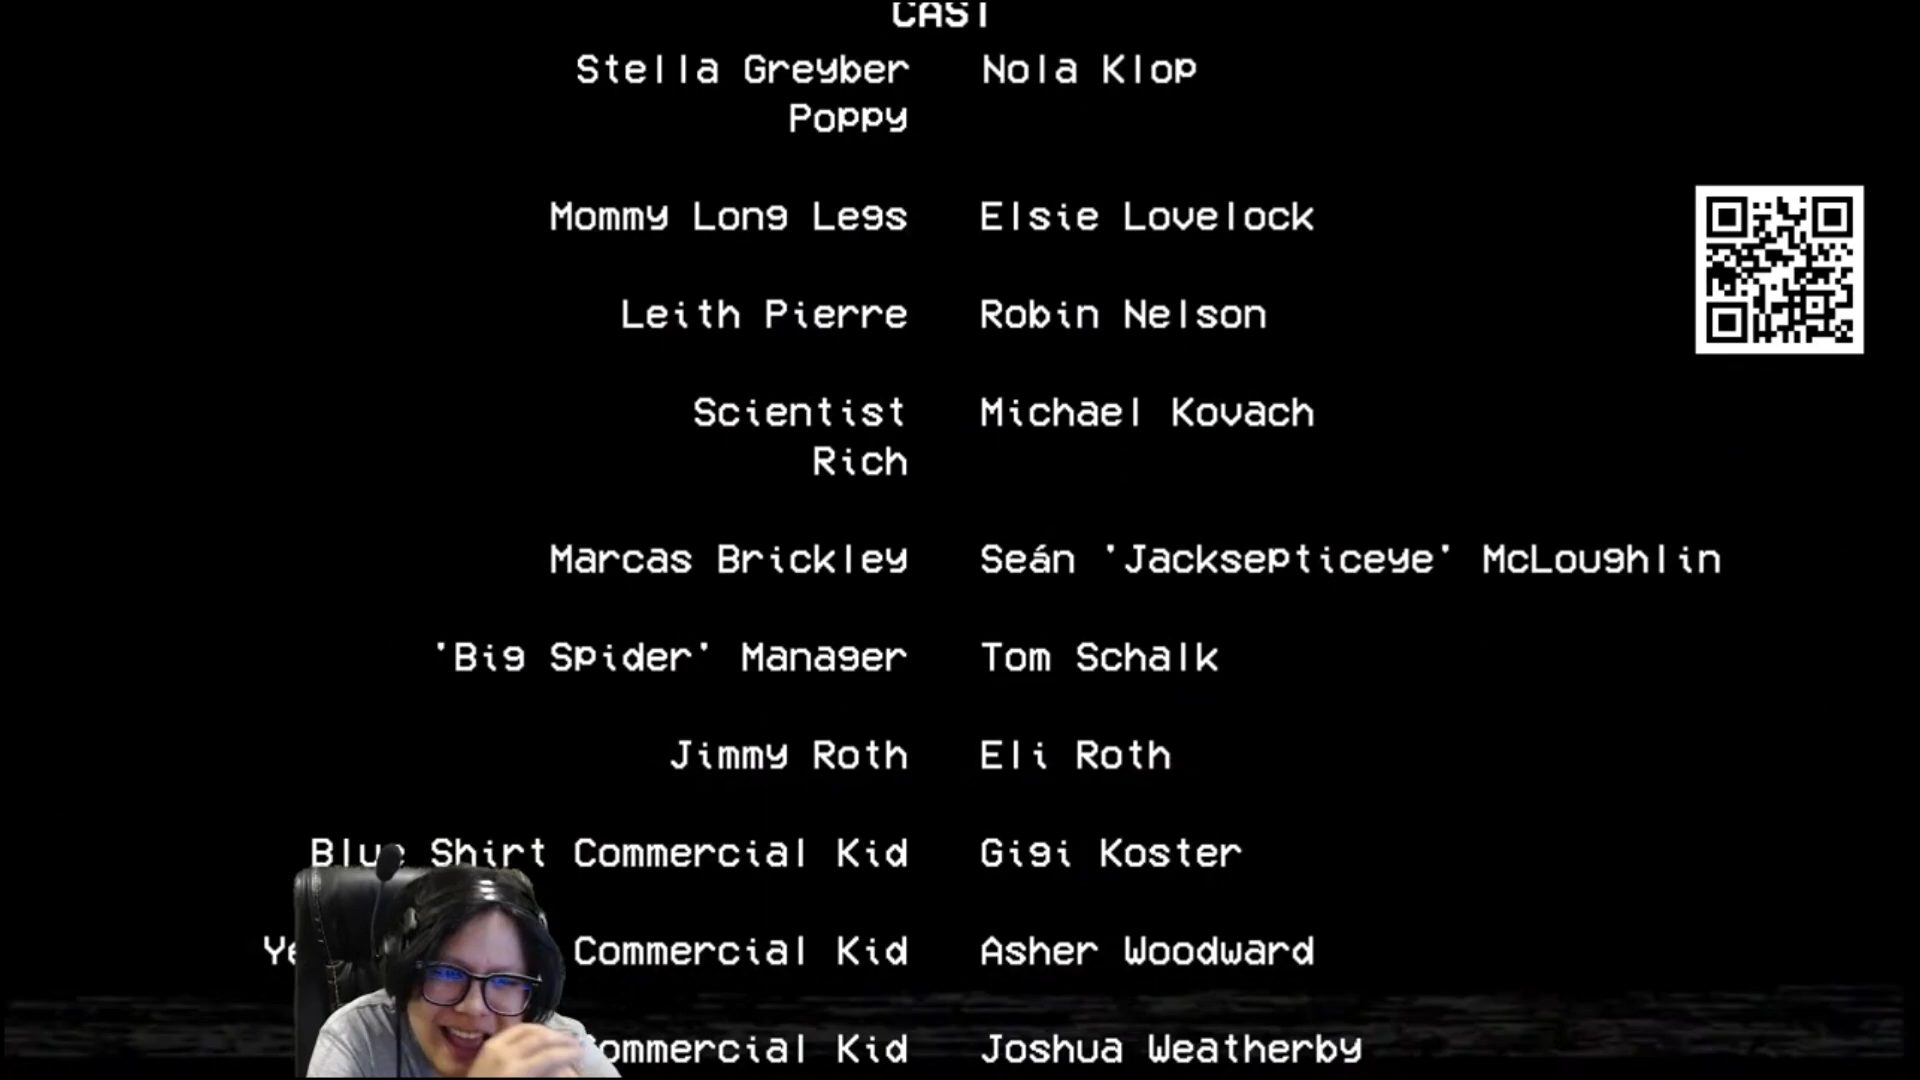 CAST
Stella Greyber Nola Klop
Poppy
Mommy Long Legs Elsie Lovelock
Leith Pierre Robin Nelson
Scientist Michael Kovach
Rich
Marcas Brickley Seán 'Jacksepticeye' McLoughlin
'Big Spider' Manager Tom Schalk
Jimmy Roth Eli Roth
Blue Shirt Commercial Kid Gigi Koster
Commercial Kid Asher Woodward
Commercial Kid Joshua Weatherby